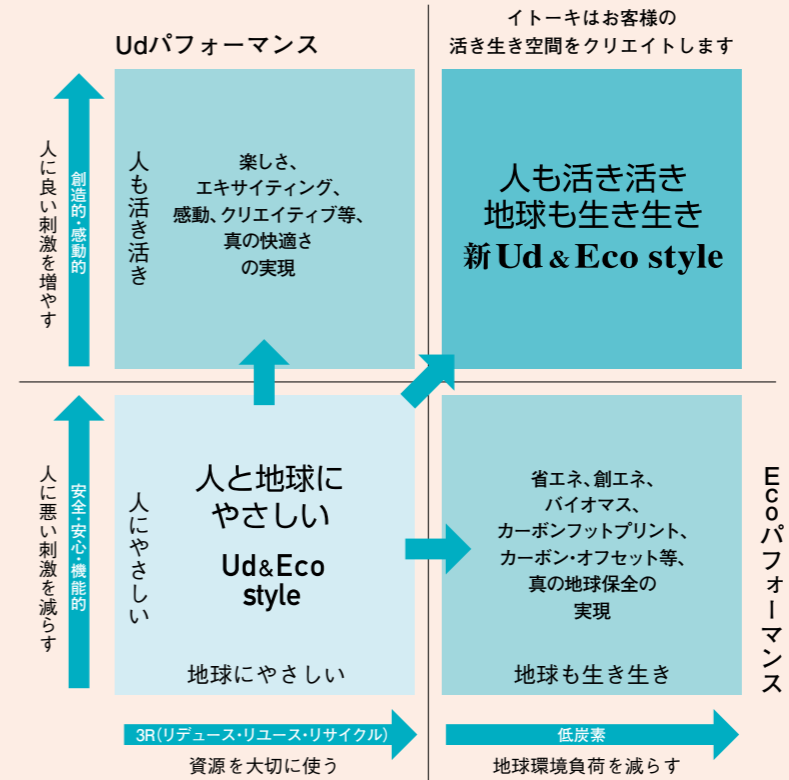 Udパフォーマンス
イトーキはお客様の
活き生き空間をクリエイトします
人に良い刺激を増やす
創造的・感動的
人も活き活き
楽しさ、
エキサイティング、
感動、クリエイティブ等、
真の快適さ
の実現
人も活き活き
地球も生き生き
新Ud&Eco style
人に悪い刺激を減らす
安全・安心・機能的
人にやさしい
人と地球に
やさしい
Ud&Eco
style
地球にやさしい
省エネ、創エネ、
バイオマス、
カーボンフットプリント、
カーボン・オフセット等、
真の地球保全の
実現
地球も生き生き
Ecoパフォーマンス
3R(リデュース・リユース・リサイクル)
資源を大切に使う
低炭素
地球環境負荷を減らす